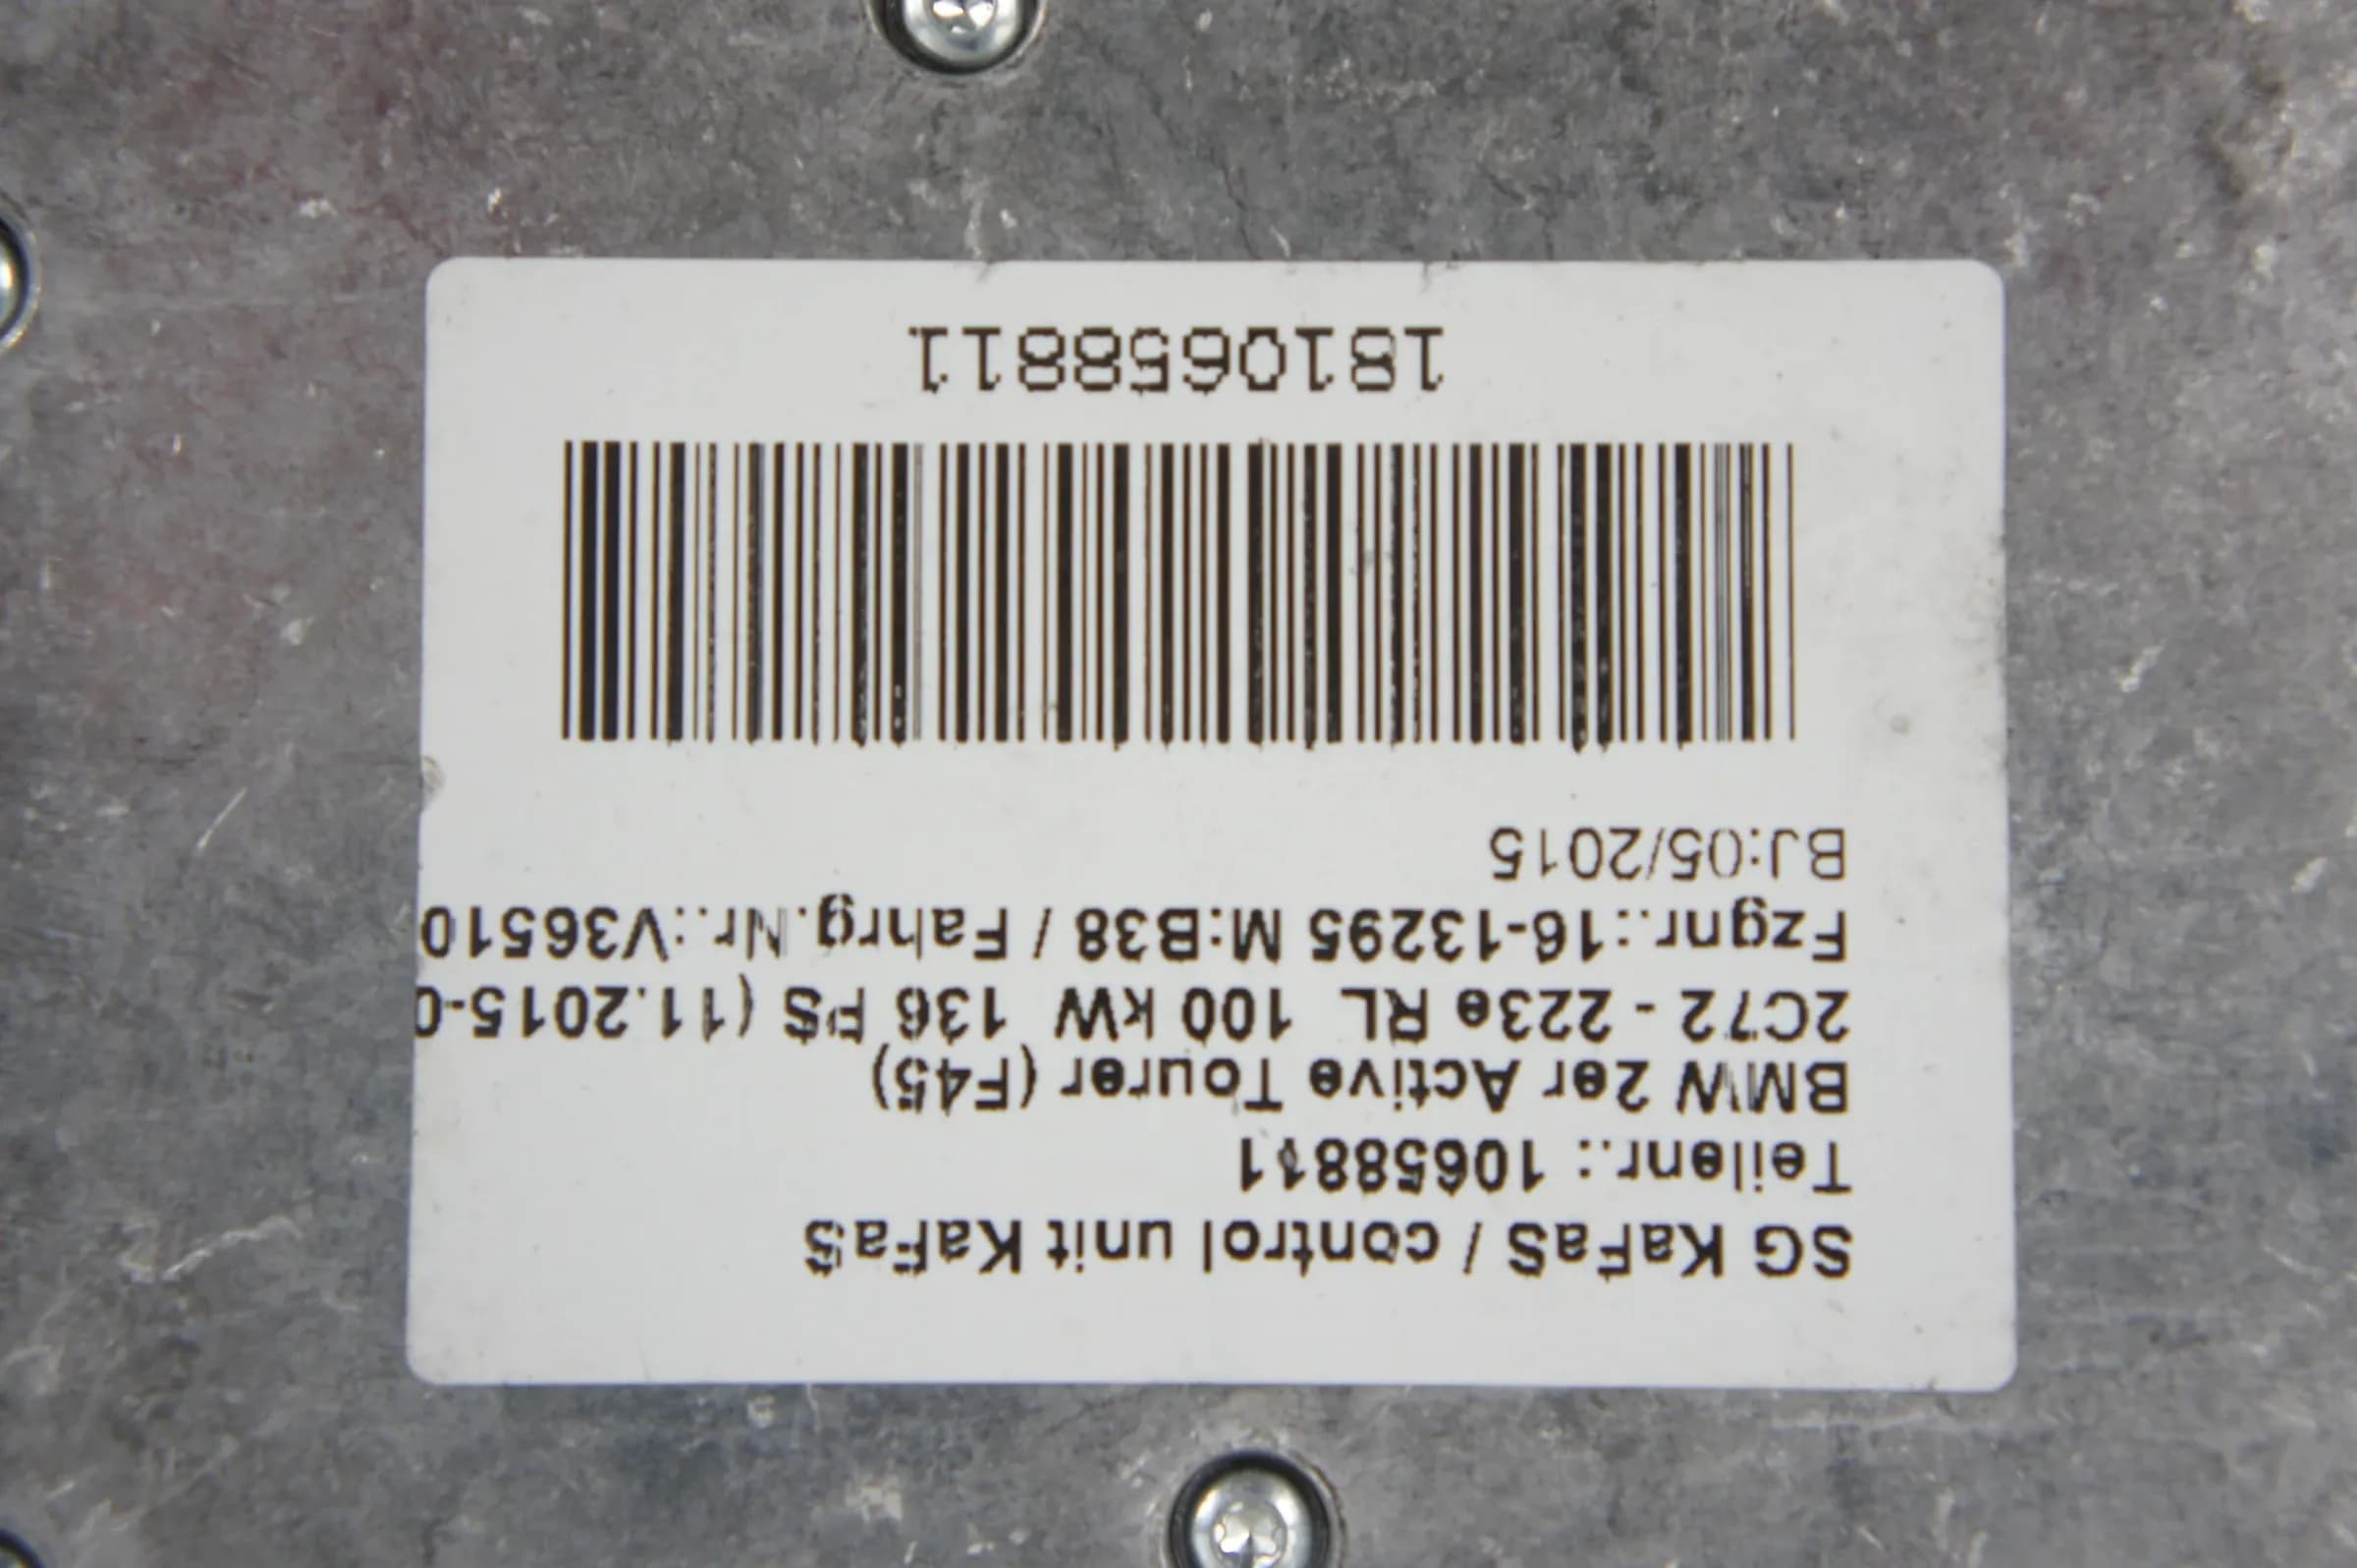 SG KaFaS / control unit KaFaS
Teilenr.: 10658811
BMW 2er Active Tourer (F45)
2C72 - 223e RL 100 kW 136 PS (11.2015-0
Fzgnr.:16-13295 M:B38 / Fahrg.Nr.:V36510
BJ:05/2015
1810658811